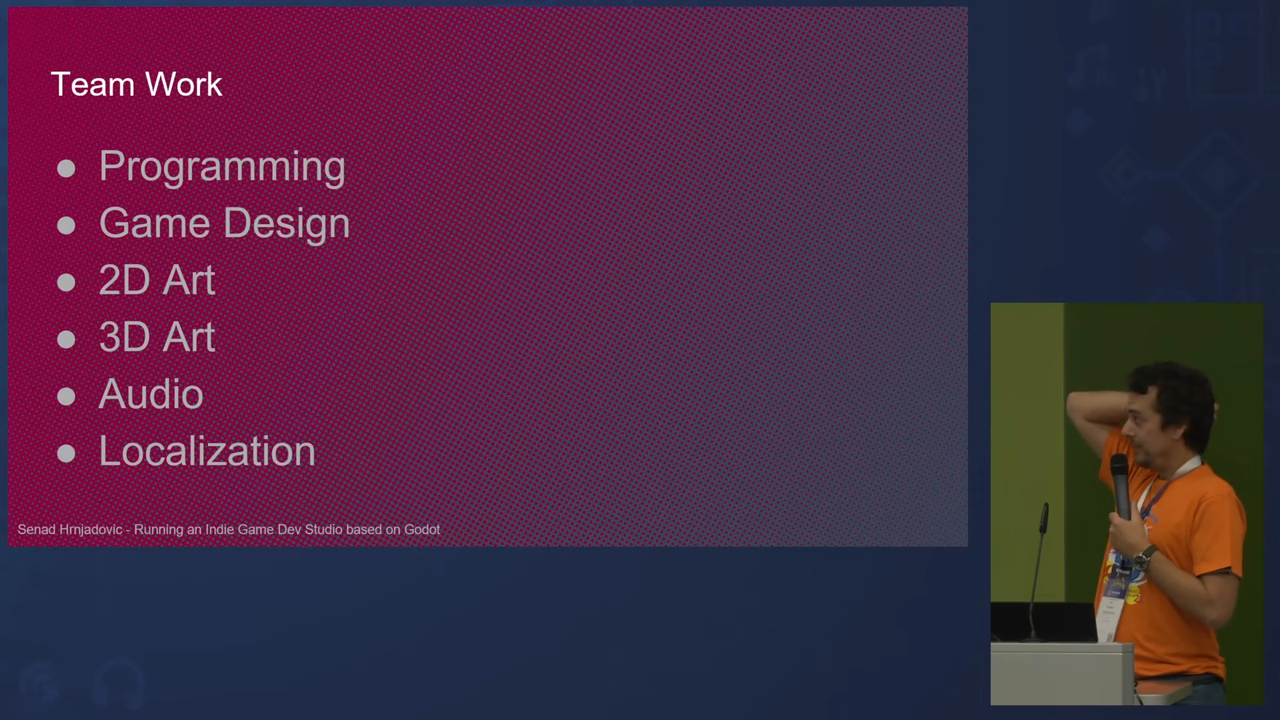 Team Work
● Programming
● Game Design
● 2D Art
● 3D Art
● Audio
● Localization
Senad Hrnjadovic - Running an Indie Game Dev Studio based on Godot